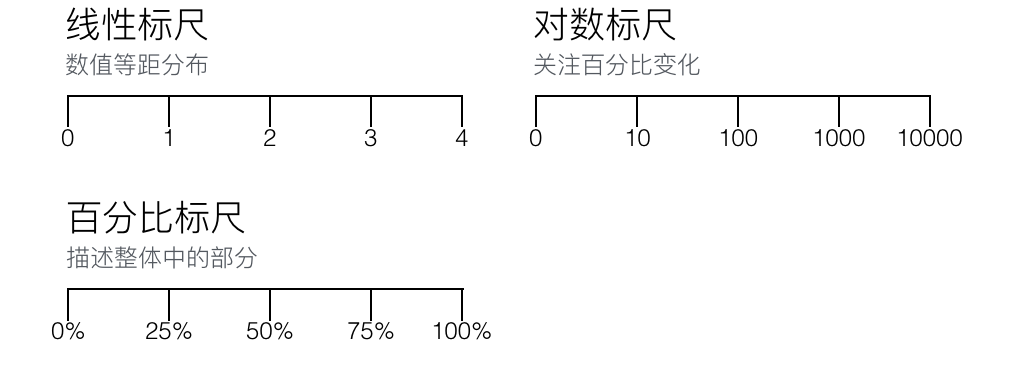 线性标尺
数值等距分布
0 1 2 3 4
对数标尺
关注百分比变化
0 10 100 1000 10000
百分比标尺
描述整体中的部分
0% 25% 50% 75% 100%